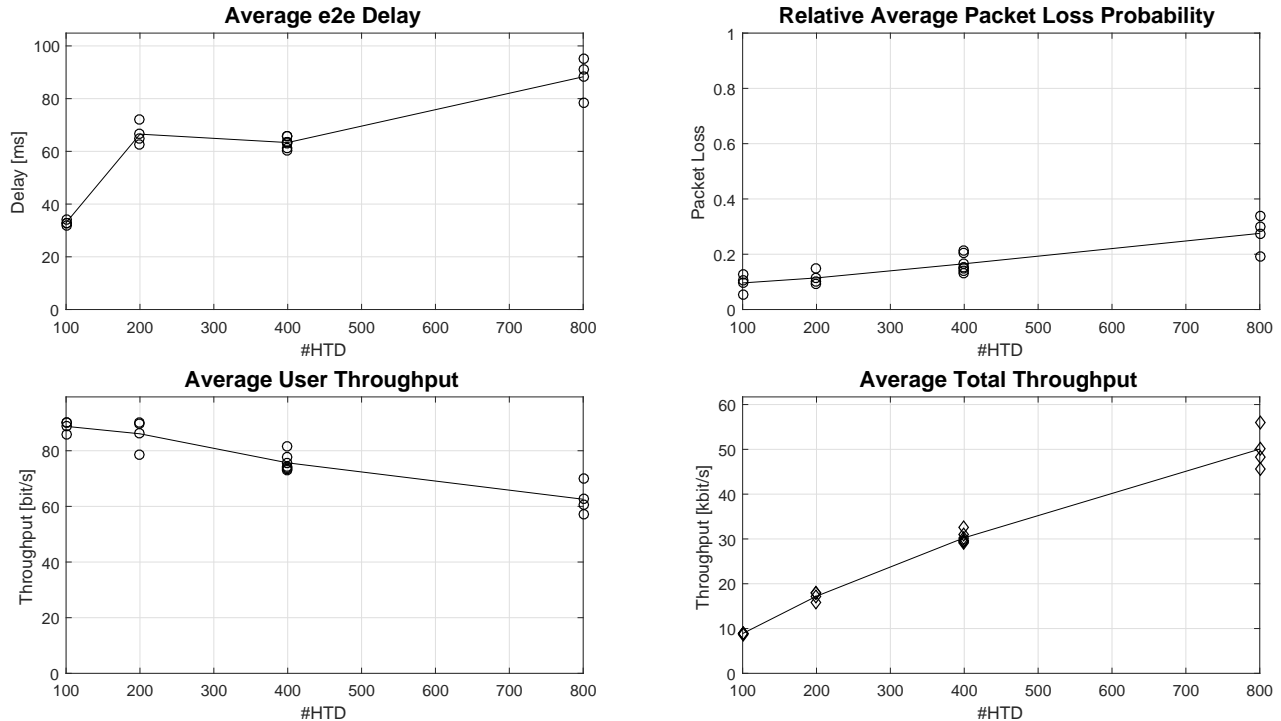 Average e2e Delay
100
80
60
40
20
0
Delay [ms]
100 200 300 400 500 600 700 800
#HTD
Relative Average Packet Loss Probability
1
0.8
0.6
0.4
0.2
0
Packet Loss
100 200 300 400 500 600 700 800
#HTD
Average User Throughput
80
60
40
20
0
Throughput [bit/s]
100 200 300 400 500 600 700 800
#HTD
Average Total Throughput
60
50
40
30
20
10
0
Throughput [kbit/s]
100 200 300 400 500 600 700 800
#HTD